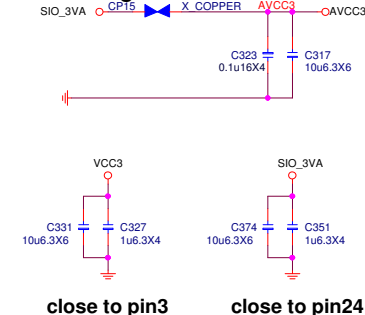 SIO_3VA CP15 X_COPPER AVCC3 AVCC3
C323 C317
0.1u16X4 10u6.3X6
VCC3 SIO_3VA
C331 C327 C374 C351
10u6.3X6 1u6.3X4 10u6.3X6 1u6.3X4
close to pin3 close to pin24